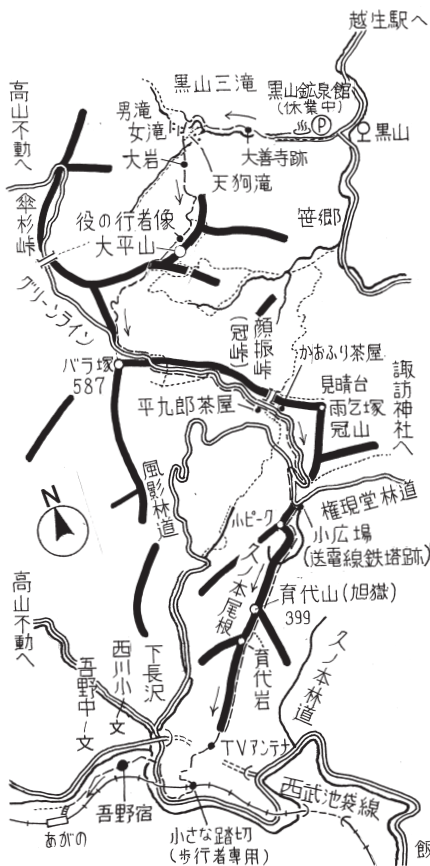 越生駅へ
黒山三滝
黒山鉱泉館
(休業中)
P
黒山
高山不動へ
男滝
女滝
大岩
大善寺跡
天狗滝
傘杉峠
役の行者像
大平山
笹郷
グリーンライン
顔振峠
(冠峠)
かおふり茶屋
バラ塚
587
平九郎茶屋
見晴台
雨乞塚
冠山
諏訪神社へ
風影林道
権現堂林道
小ピーク
小広場
(送電線鉄塔跡)
久ノ本尾根
育代山(旭嶽)
399
高山不動へ
西川小
文
吾野中
文
下長沢
育代岩
久ノ本林道
TVアンテナ
西武池袋線
吾野宿
あがの
小さな踏切
(歩行者専用)
飯